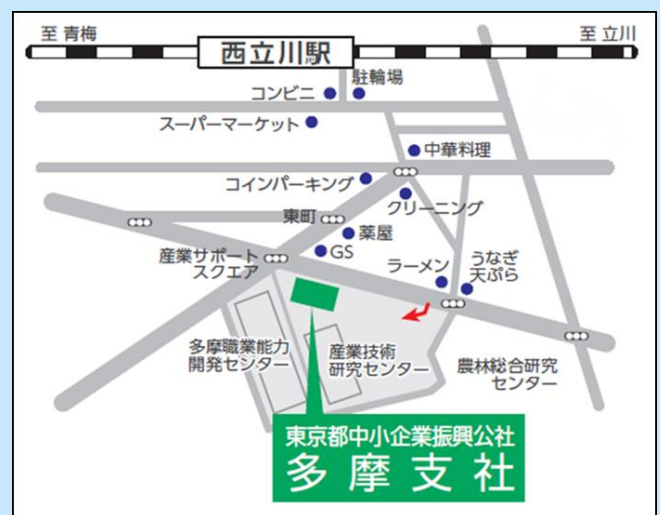 至 青梅
至 立川
西立川駅
駐輪場
コンビニ
スーパーマーケット
中華料理
コインパーキング
クリーニング
東町
薬屋
GS
産業サポート
スクエア
ラーメン
うなぎ
天ぷら
多摩職業能力
開発センター
産業技術
研究センター
農林総合研究
センター
東京都中小企業振興公社
多摩支社